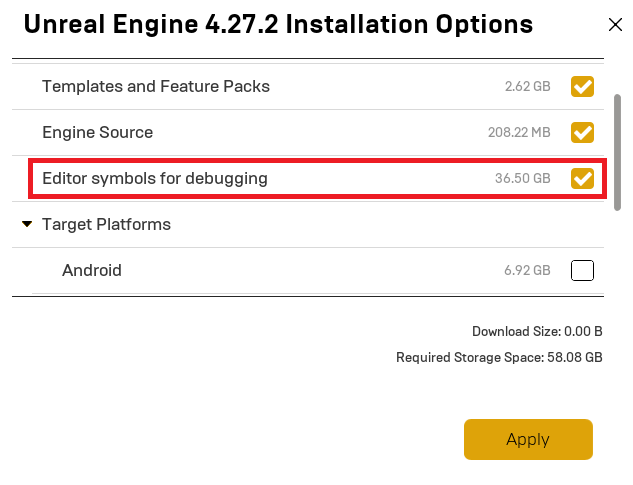 Unreal Engine 4.27.2 Installation Options
Templates and Feature Packs 2.62 GB
Engine Source 208.22 MB
Editor symbols for debugging 36.50 GB
Target Platforms
Android 6.92 GB
Download Size: 0.00 B
Required Storage Space: 58.08 GB
Apply